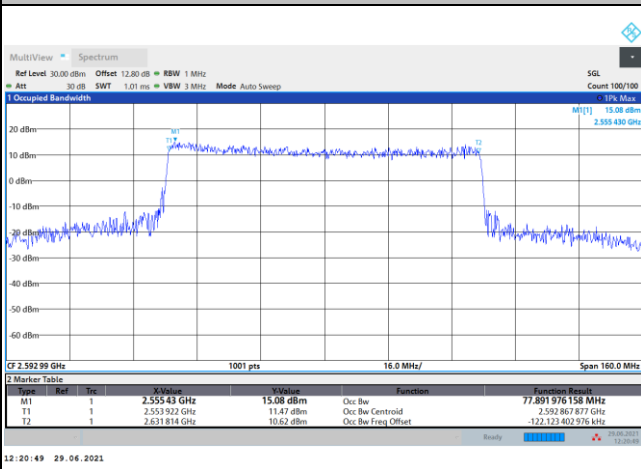 MultiView Spectrum
Ref Level 30.00 dBm Offset 12.80 dB RBW 1 MHz SGL
Att 30 dB SWT 1.01 ms VBW 3 MHz Mode Auto Sweep Count 100/100
1 Occupied Bandwidth 1Pk Max
M1[1] 15.08 dBm
2.555 430 GHz
M1
T1
T2
20 dBm
10 dBm
0 dBm
-10 dBm
-20 dBm
-30 dBm
-40 dBm
-50 dBm
-60 dBm
CF 2.592 99 GHz 1001 pts 16.0 MHz/ Span 160.0 MHz
2 Marker Table
Type Ref Trc X-Value Y-Value Function Function Result
M1 1 2.555 43 GHz 15.08 dBm Occ Bw 77.891 976 158 MHz
T1 1 2.553 922 GHz 11.47 dBm Occ Bw Centroid 2.592 867 877 GHz
T2 1 2.631 814 GHz 10.62 dBm Occ Bw Freq Offset -122.123 402 976 kHz
Ready 29.06.2021
12:20:49
12:20:49 29.06.2021